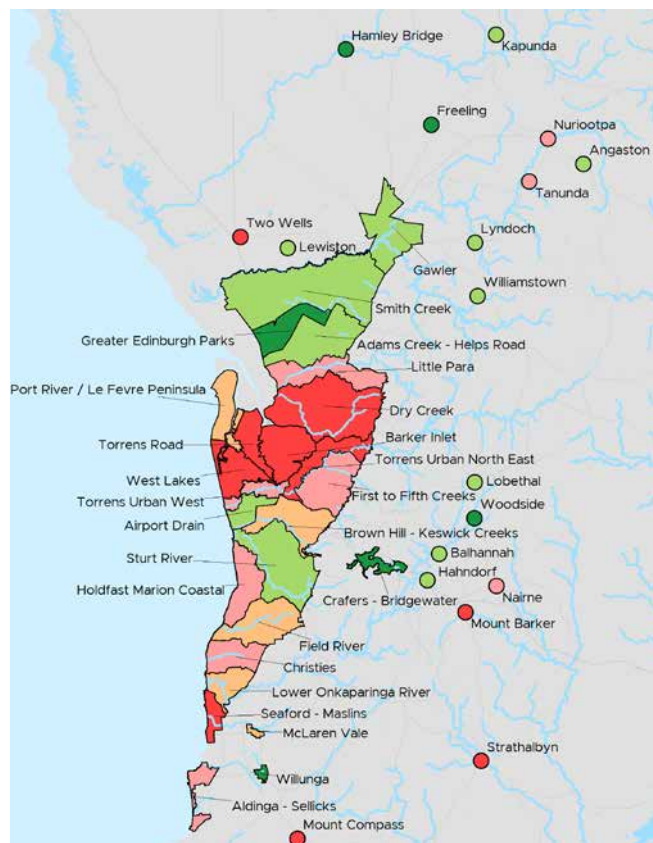 Hamley Bridge
Kapunda
Freeling
Nuriootpa
Angaston
Tanunda
Two Wells
Lewiston
Lyndoch
Gawler
Williamstown
Smith Creek
Greater Edinburgh Parks
Adams Creek - Helps Road
Little Para
Port River / Le Fevre Peninsula
Dry Creek
Barker Inlet
Torrens Road
Torrens Urban North East
West Lakes
Lobethal
First to Fifth Creeks
Torrens Urban West
Woodside
Airport Drain
Brown Hill - Keswick Creeks
Balhannah
Sturt River
Hahndorf
Holdfast Marion Coastal
Crafers - Bridgewater
Nairne
Mount Barker
Field River
Christies
Lower Onkaparinga River
Seaford - Maslins
McLaren Vale
Strathalbyn
Willunga
Aldinga - Sellicks
Mount Compass